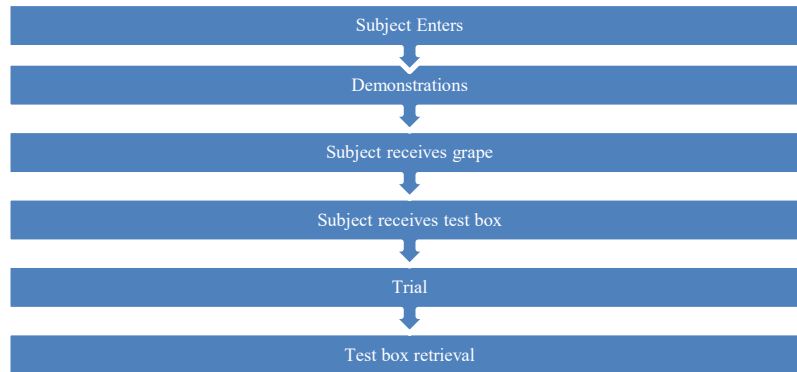 Subject Enters
Demonstrations
Subject receives grape
Subject receives test box
Trial
Test box retrieval